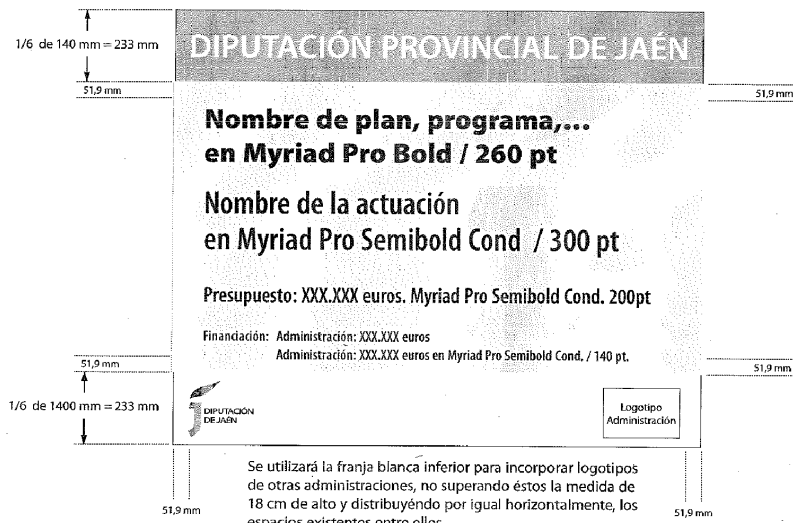 DIPUTACIÓN PROVINCIAL DE JAÉN
1/6 de 140 mm = 233 mm
51,9 mm
51,9 mm
Nombre de plan, programa,...
en Myriad Pro Bold / 260 pt
Nombre de la actuación
en Myriad Pro Semibold Cond / 300 pt
Presupuesto: XXX.XXX euros. Myriad Pro Semibold Cond. 200pt
Financiación: Administración: XXX.XXX euros
Administración: XXX.XXX euros en Myriad Pro Semibold Cond. / 140 pt.
51,9 mm
51,9 mm
1/6 de 1400 mm = 233 mm
DIPUTACIÓN
DE JAÉN
Logotipo
Administración
Se utilizará la franja blanca inferior para incorporar logotipos
de otras administraciones, no superando éstos la medida de
18 cm de alto y distribuyéndo por igual horizontalmente, los
espacios existentes entre ellos
51,9 mm
51,9 mm